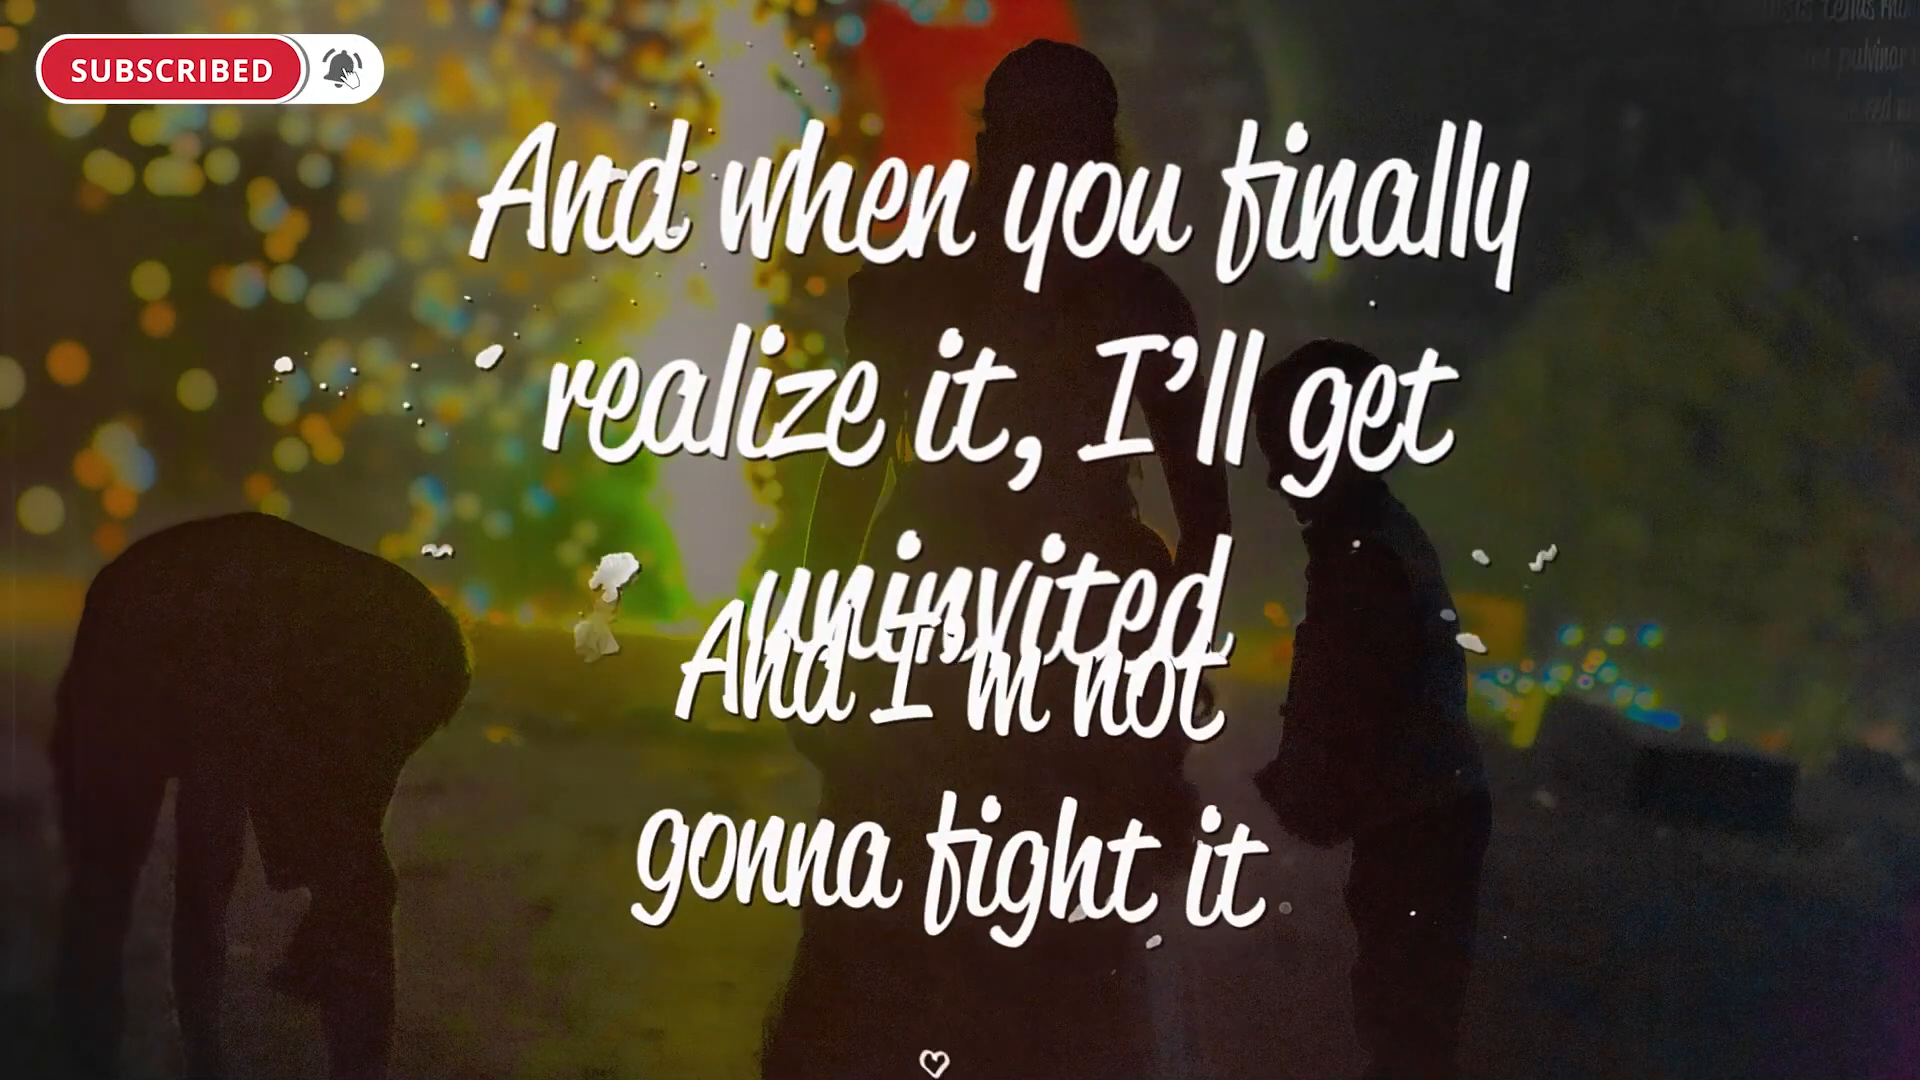 SUBSCRIBED
And when you finally
realize it, I'll get
uninvited
And I'm not
gonna fight it